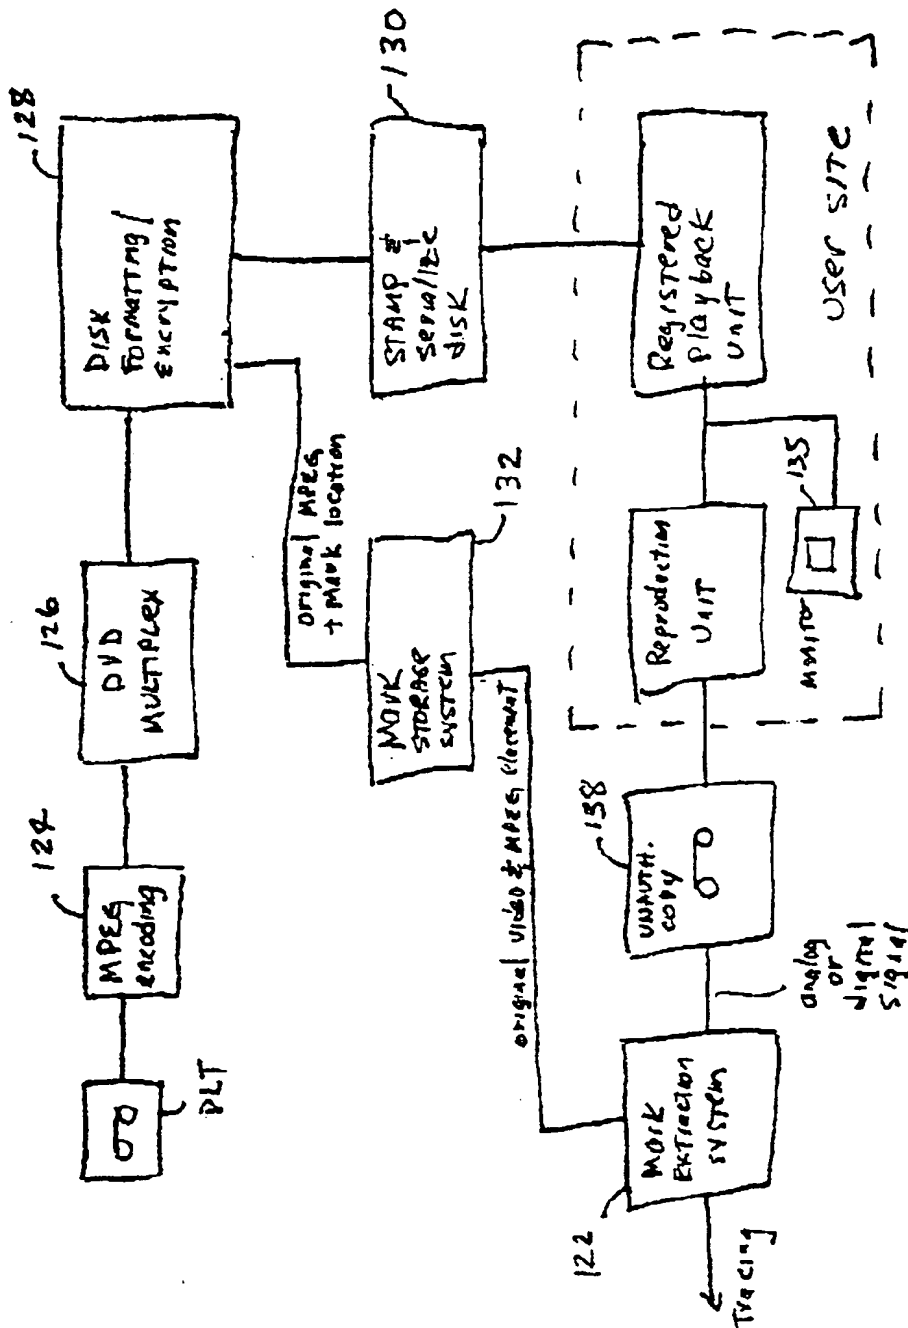 DLT
MPEG
encoding
124
DVD
MULTIPLEX
126
DISK
FORMATTING/
ENCRYPTION
128
original MPEG
+ Mark location
STAMP &
serialize
disk
130
MARK
STORAGE
SYSTEM
132
original video & MPEG placement
Registered
Playback
UNIT
USER SITE
Reproduction
UNIT
MONITOR
135
UNAUTH.
COPY
138
analog
or
digital
signal
MARK
EXTRACTION
SYSTEM
122
Tracing